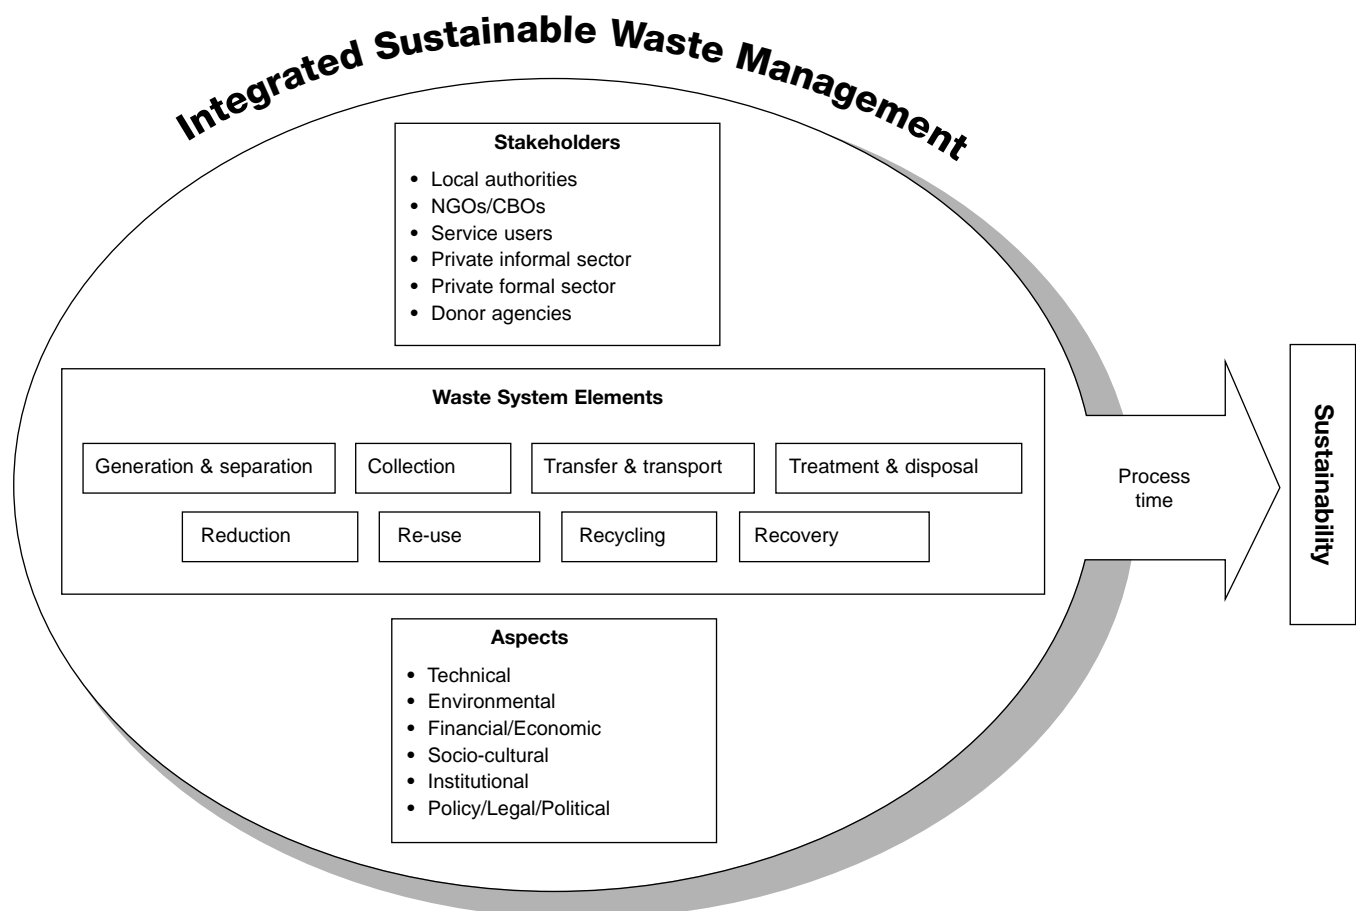 Integrated Sustainable Waste Management
Stakeholders
• Local authorities
• NGOs/CBOs
• Service users
• Private informal sector
• Private formal sector
• Donor agencies
Waste System Elements
Generation & separation
Collection
Transfer & transport
Treatment & disposal
Reduction
Re-use
Recycling
Recovery
Aspects
• Technical
• Environmental
• Financial/Economic
• Socio-cultural
• Institutional
• Policy/Legal/Political
Process
time
Sustainability